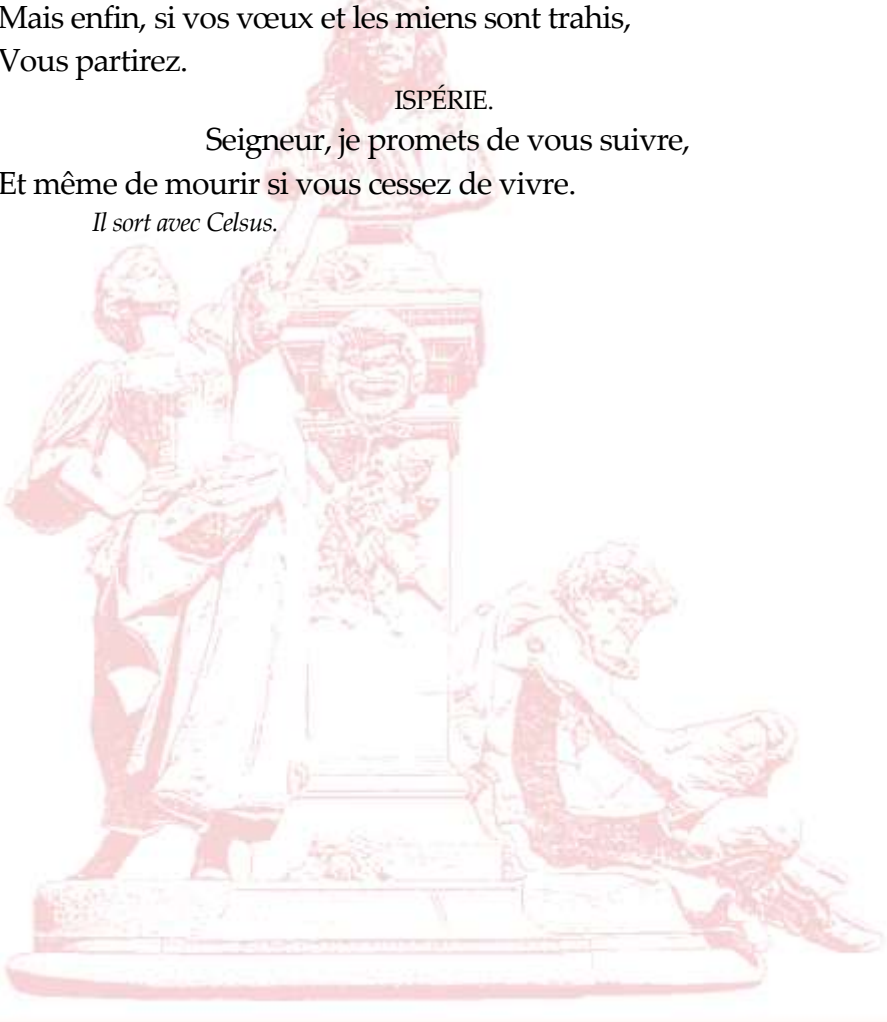 Mais enfin, si vos vœux et les miens sont trahis,
Vous partirez.
ISPÉRIE.
Seigneur, je promets de vous suivre,
Et même de mourir si vous cessez de vivre.
Il sort avec Celsus.